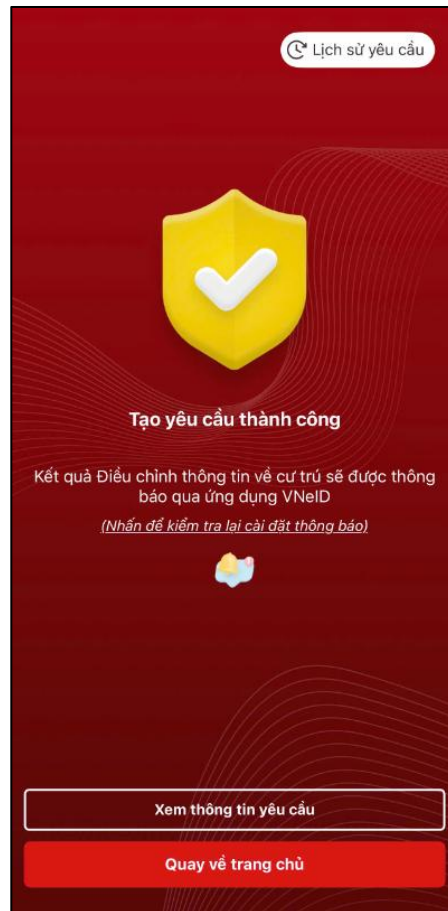 Lịch sử yêu cầu
Tạo yêu cầu thành công
Kết quả Điều chỉnh thông tin về cư trú sẽ được thông
báo qua ứng dụng VNeID
(Nhấn để kiểm tra lại cài đặt thông báo)
Xem thông tin yêu cầu
Quay về trang chủ